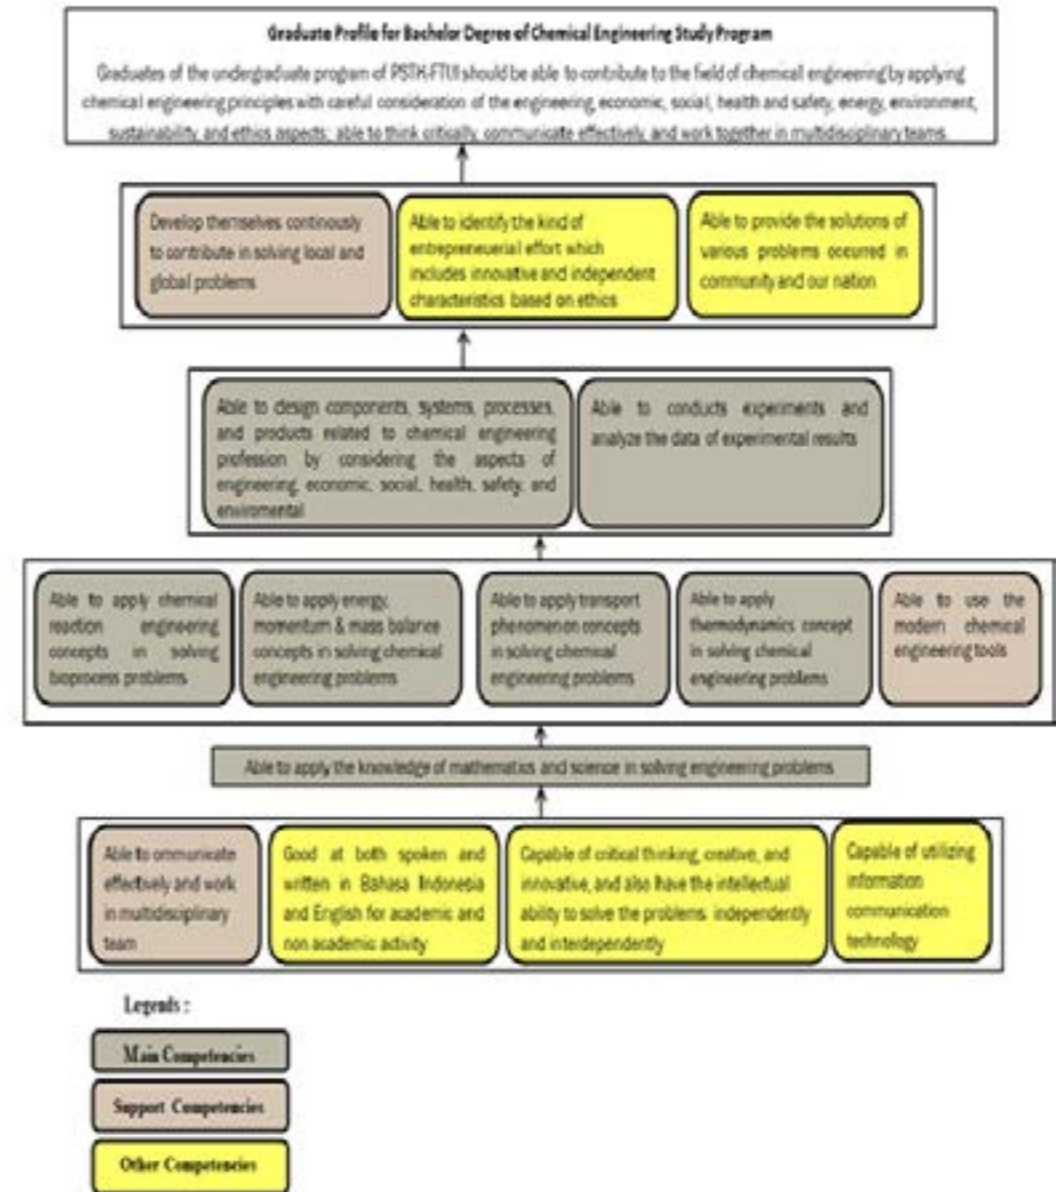 Graduate Profile for Bachelor Degree of Chemical Engineering Study Program
Graduates of the undergraduate program of PSTK-FTUI should be able to contribute to the field of chemical engineering by applying
chemical engineering principles with careful consideration of the engineering, economic, social, health and safety, energy, environment,
sustainability, and ethics aspects; able to think critically, communicate effectively, and work together in multidisciplinary teams
Develop themselves continously
to contribute in solving local and
global problems
Able to identify the kind of
entrepreneuerial effort which
includes innovative and independent
characteristics based on ethics
Able to provide the solutions of
various problems occurred in
community and our nation
Able to design components, systems, processes,
and products related to chemical engineering
profession by considering the aspects of
engineering, economic, social, health, safety, and
enviromental
Able to conducts experiments and
analyze the data of experimental results
Able to apply chemical
reaction engineering
concepts in solving
bioprocess problems
Able to apply energy,
momentum & mass balance
concepts in solving chemical
engineering problems
Able to apply transport
phenomenon concepts
in solving chemical
engineering problems
Able to apply
thermodynamics concept
in solving chemical
engineering problems
Able to use the
modern chemical
engineering tools
Able to apply the knowledge of mathematics and science in solving engineering problems
Able to ommunicate
effectively and work
in multidisciplinary
team
Good at both spoken and
written in Bahasa Indonesia
and English for academic and
non academic activity
Capable of critical thinking, creative, and
innovative, and also have the intellectual
ability to solve the problems independently
and interdependently
Capable of utilizing
information
communication
technology
Legends :
Main Competencies
Support Competencies
Other Competencies